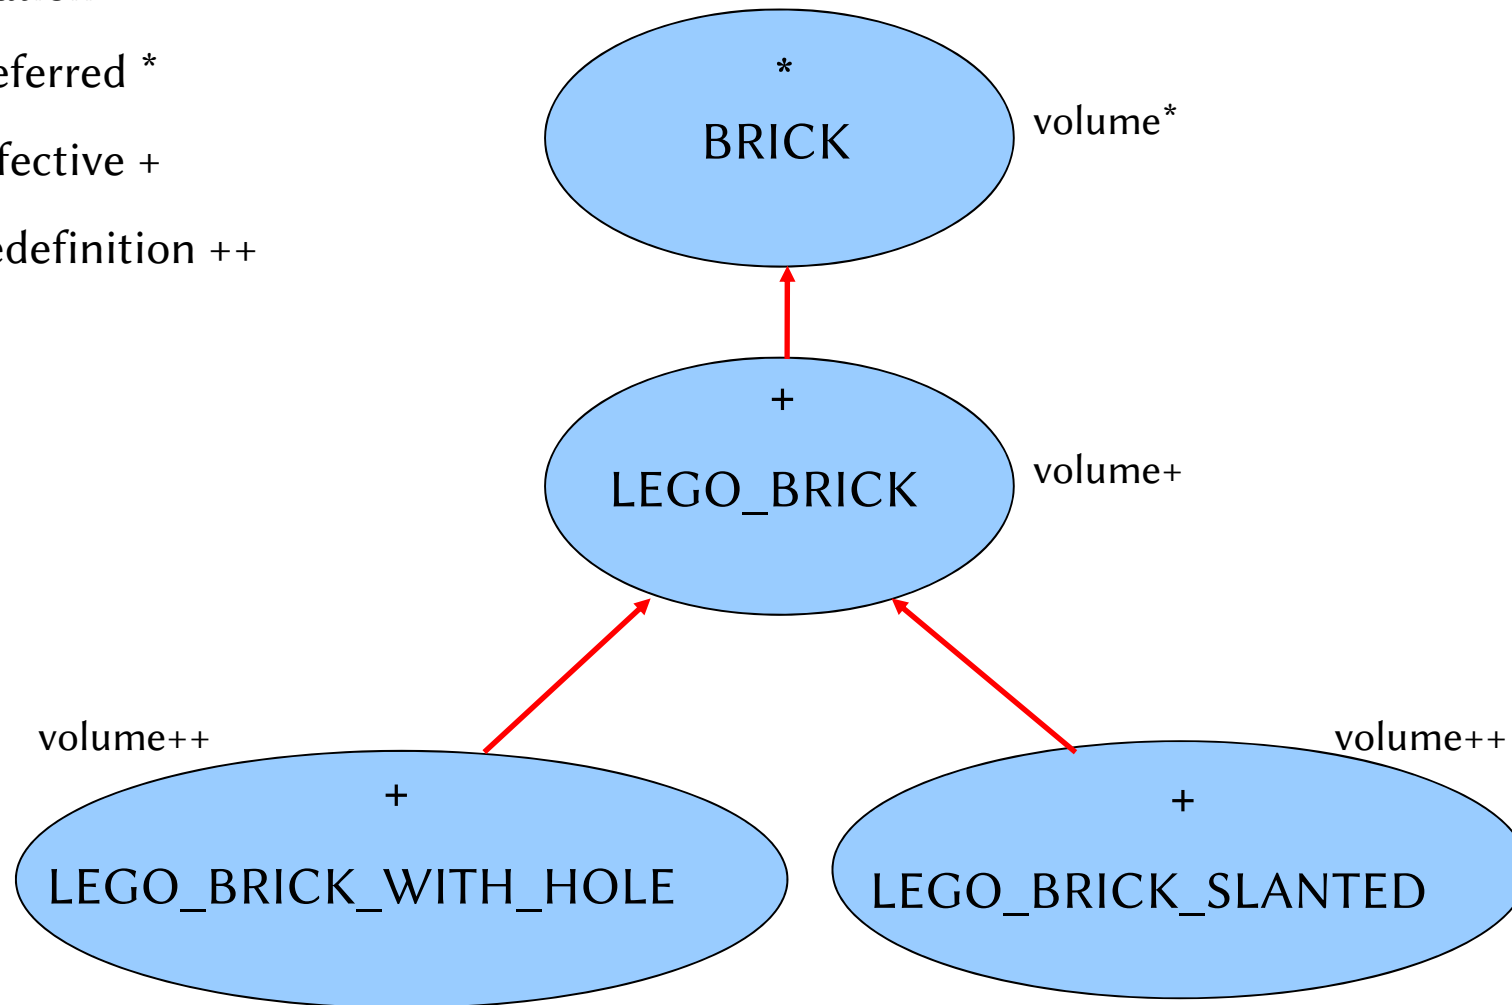 *
BRICK
volume*
+
LEGO_BRICK
volume+
volume++
+
LEGO_BRICK_WITH_HOLE
volume++
+
LEGO_BRICK_SLANTED
eferred *
fective +
edefinition ++